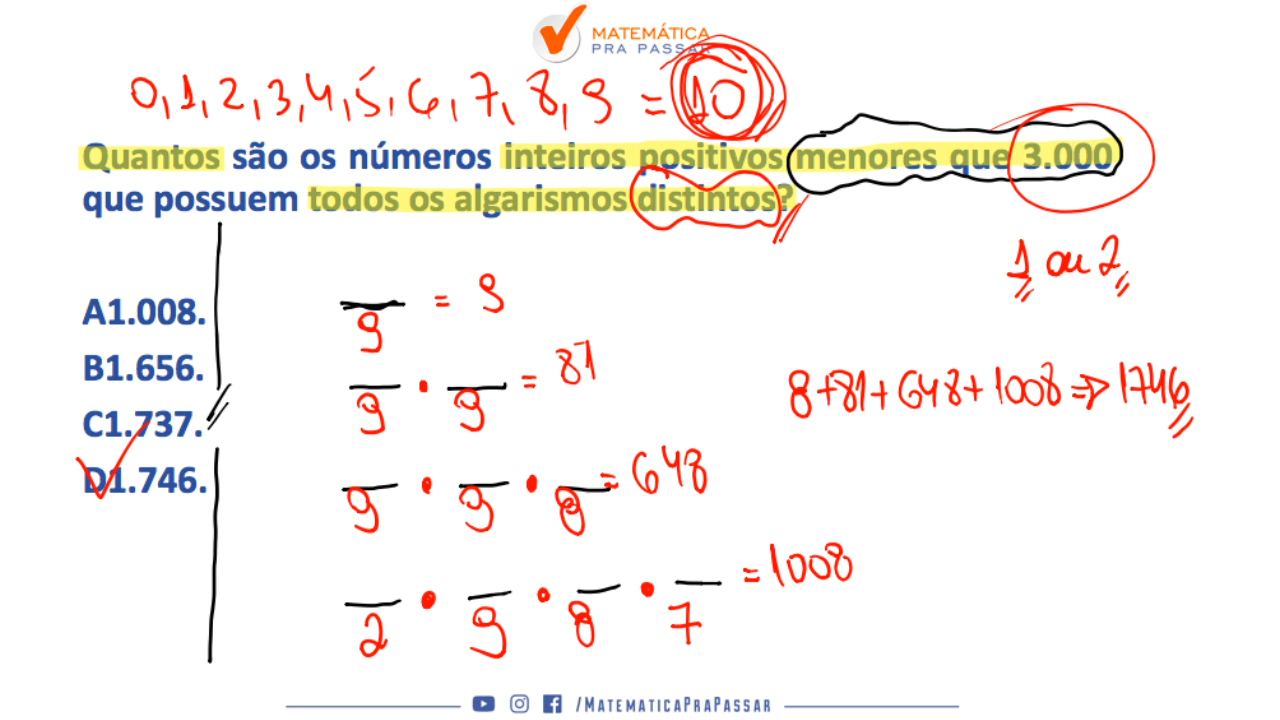 MATEMÁTICA
PRA PASSAR
0, 1, 2, 3, 4, 5, 6, 7, 8, 9 = 10
Quantos são os números inteiros positivos menores que 3.000
que possuem todos os algarismos distintos?
1 ou 2
A1.008.
B1.656.
C1.737.
D1.746.
9 = 9
9 . 9 = 81
9 . 9 . 8 = 648
2 . 9 . 8 . 7 = 1008
8+81+648+1008 => 1746
/MATEMATICAPRAPASSAR